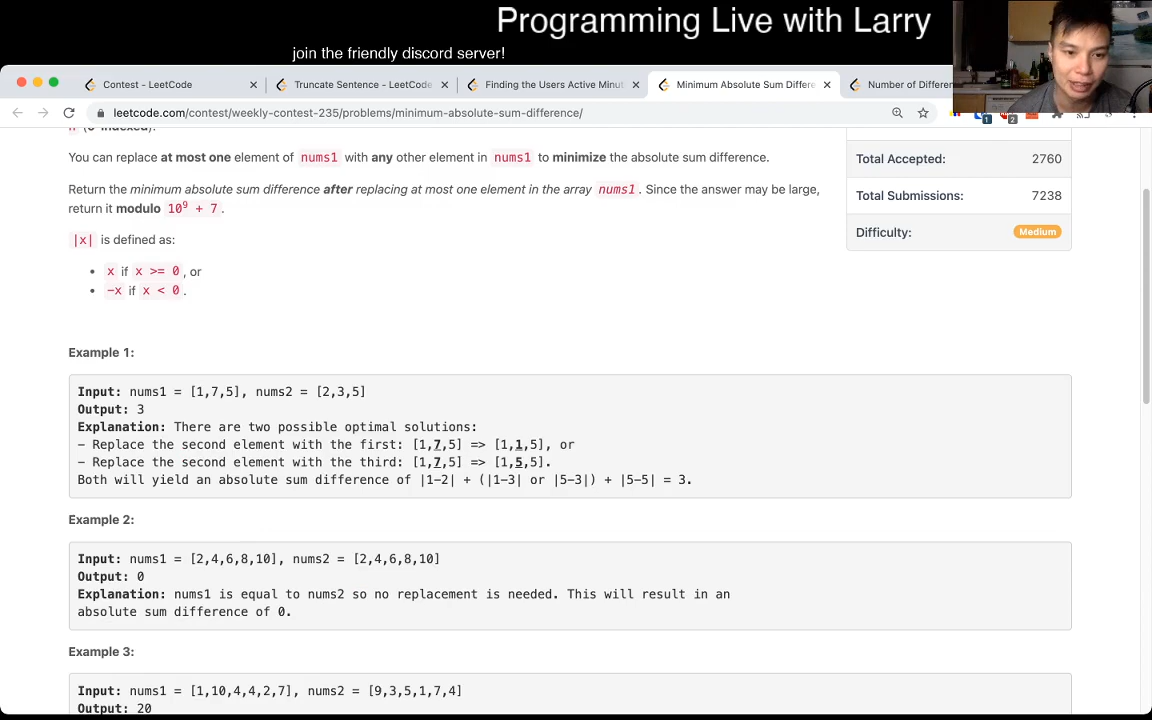 Programming Live with Larry
join the friendly discord server!
Contest - LeetCode
Truncate Sentence - LeetCode
Finding the Users Active Minut
Minimum Absolute Sum Differe
Number of Differen
leetcode.com/contest/weekly-contest-235/problems/minimum-absolute-sum-difference/
You can replace at most one element of nums1 with any other element in nums1 to minimize the absolute sum difference.
Return the minimum absolute sum difference after replacing at most one element in the array nums1. Since the answer may be large,
return it modulo 10⁹ + 7.
|x| is defined as:
• x if x >= 0, or
• -x if x < 0.
Total Accepted: 2760
Total Submissions: 7238
Difficulty: Medium
Example 1:
Input: nums1 = [1,7,5], nums2 = [2,3,5]
Output: 3
Explanation: There are two possible optimal solutions:
- Replace the second element with the first: [1,7,5] => [1,1,5], or
- Replace the second element with the third: [1,7,5] => [1,5,5].
Both will yield an absolute sum difference of |1-2| + (|1-3| or |5-3|) + |5-5| = 3.
Example 2:
Input: nums1 = [2,4,6,8,10], nums2 = [2,4,6,8,10]
Output: 0
Explanation: nums1 is equal to nums2 so no replacement is needed. This will result in an
absolute sum difference of 0.
Example 3:
Input: nums1 = [1,10,4,4,2,7], nums2 = [9,3,5,1,7,4]
Output: 20